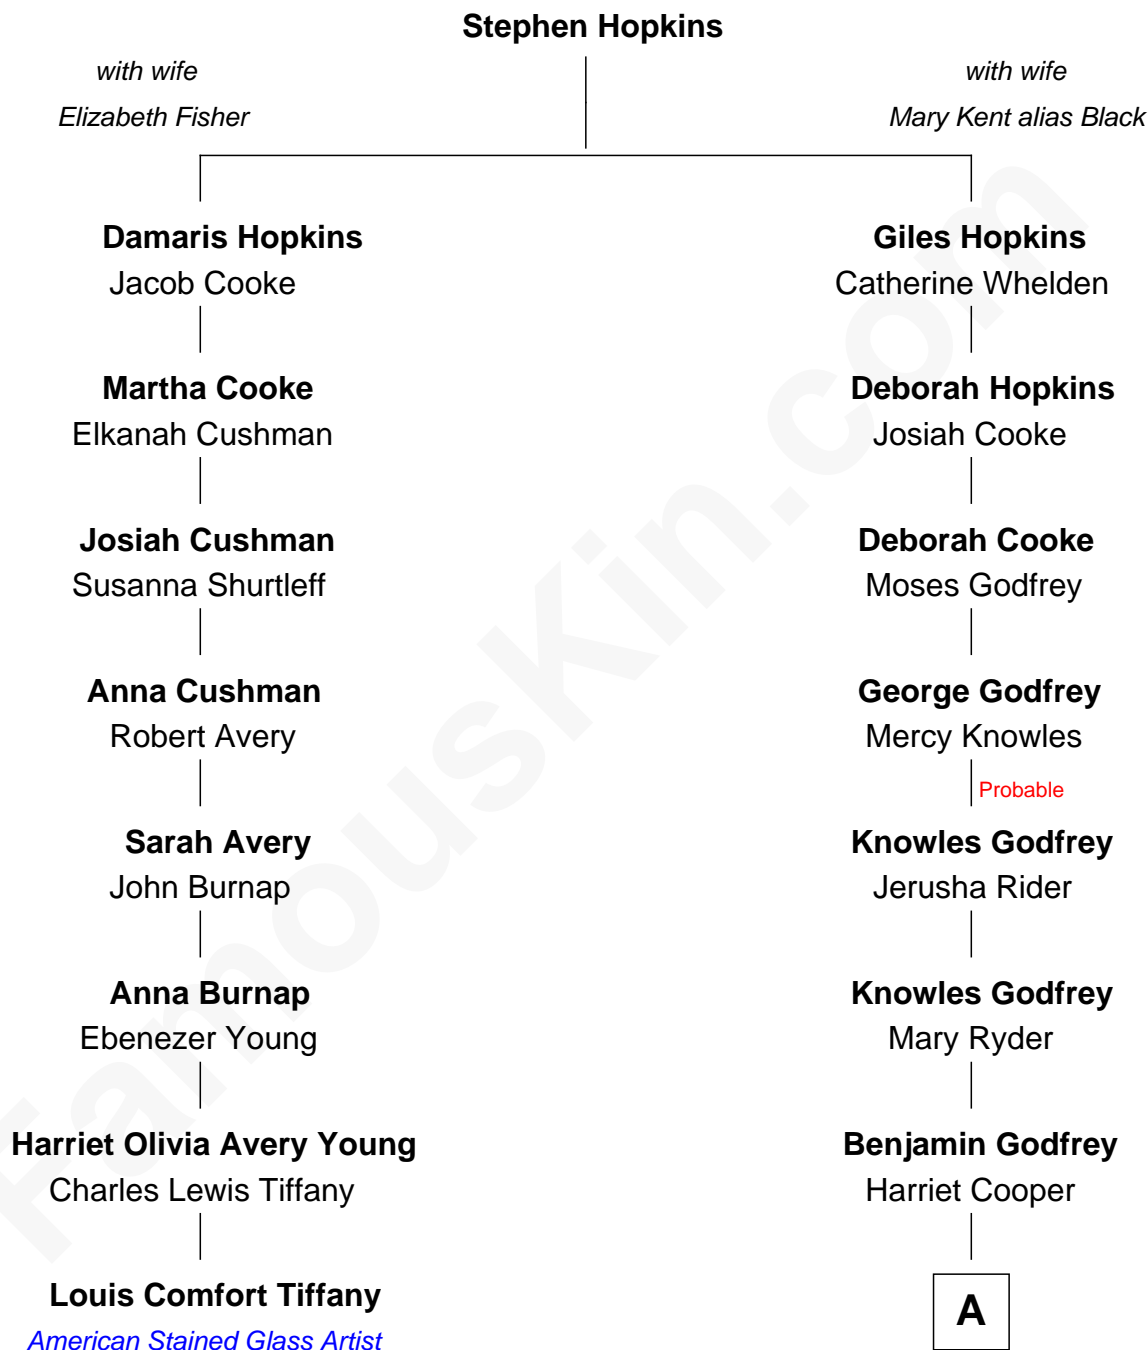 Stephen Hopkins
with wife
Elizabeth Fisher
with wife
Mary Kent alias Black
Damaris Hopkins
Jacob Cooke
Giles Hopkins
Catherine Whelden
Martha Cooke
Elkanah Cushman
Deborah Hopkins
Josiah Cooke
Josiah Cushman
Susanna Shurtleff
Deborah Cooke
Moses Godfrey
Anna Cushman
Robert Avery
George Godfrey
Mercy Knowles
Probable
Sarah Avery
John Burnap
Knowles Godfrey
Jerusha Rider
Anna Burnap
Ebenezer Young
Knowles Godfrey
Mary Ryder
Harriet Olivia Avery Young
Charles Lewis Tiffany
Benjamin Godfrey
Harriet Cooper
Louis Comfort Tiffany
American Stained Glass Artist
A
FamousKin.com